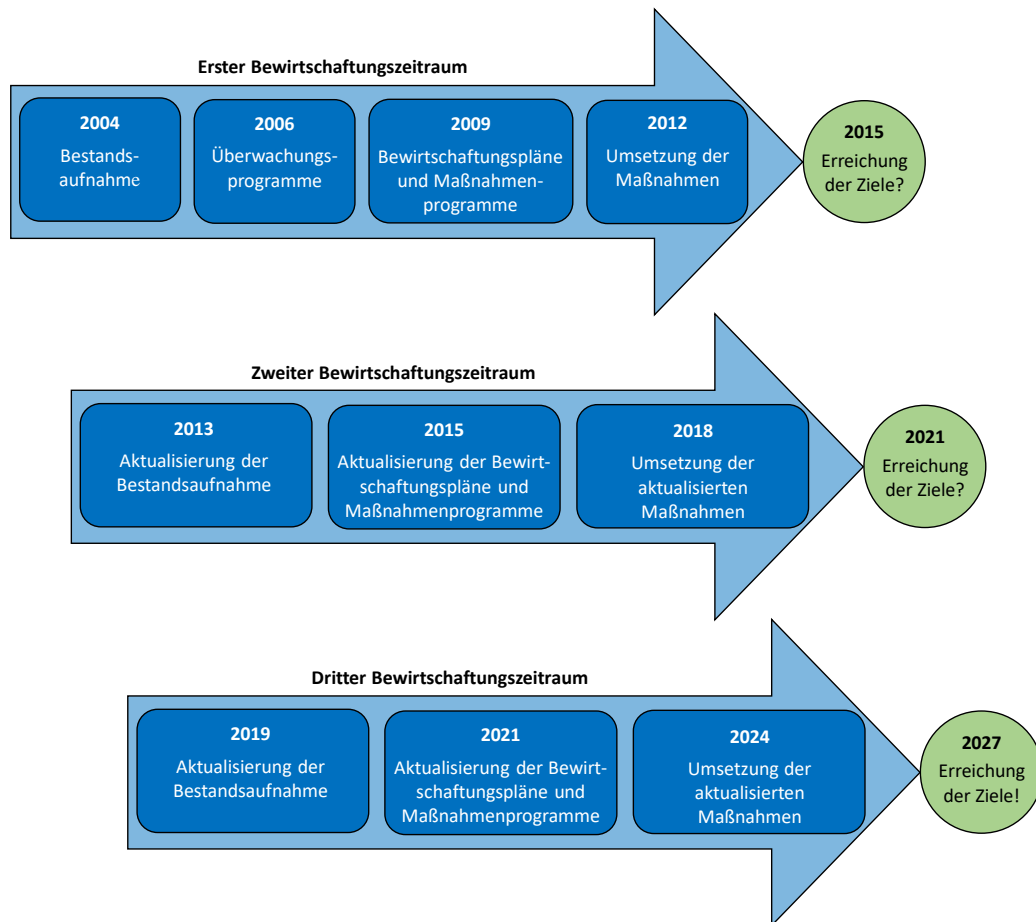 Erster Bewirtschaftungszeitraum
2004
Bestands-
aufnahme
2006
Überwachungs-
programme
2009
Bewirtschaftungspläne
und Maßnahmen-
programme
2012
Umsetzung der
Maßnahmen
2015
Erreichung
der Ziele?
Zweiter Bewirtschaftungszeitraum
2013
Aktualisierung der
Bestandsaufnahme
2015
Aktualisierung der Bewirt-
schaftungspläne und
Maßnahmenprogramme
2018
Umsetzung der
aktualisierten
Maßnahmen
2021
Erreichung
der Ziele?
Dritter Bewirtschaftungszeitraum
2019
Aktualisierung der
Bestandsaufnahme
2021
Aktualisierung der Bewirt-
schaftungspläne und
Maßnahmenprogramme
2024
Umsetzung der
aktualisierten
Maßnahmen
2027
Erreichung
der Ziele!